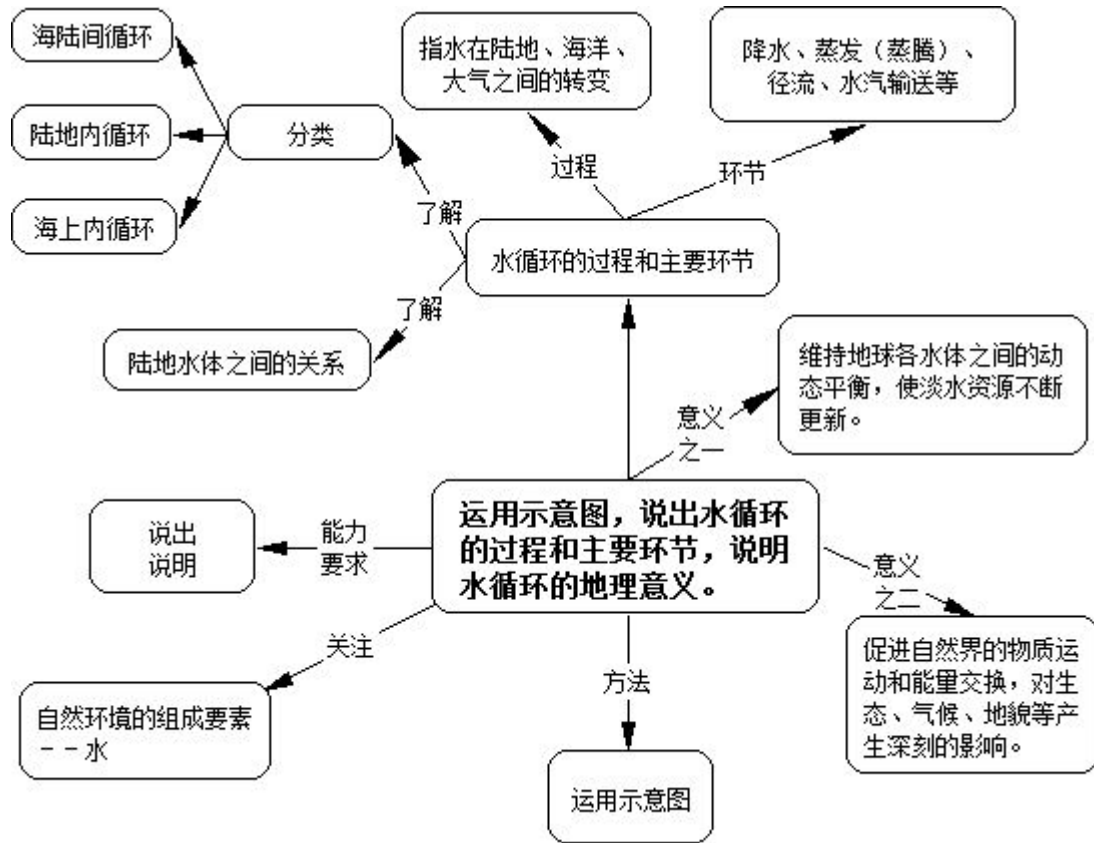 海陆间循环
指水在陆地、海洋、
大气之间的转变
降水、蒸发（蒸腾）、
径流、水汽输送等
陆地内循环
分类
过程
环节
海上内循环
了解
水循环的过程和主要环节
了解
陆地水体之间的关系
维持地球各水体之间的动
态平衡，使淡水资源不断
更新。
意义
之一
说出
说明
能力
要求
运用示意图，说出水循环
的过程和主要环节，说明
水循环的地理意义。
意义
之二
关注
方法
促进自然界的物质运
动和能量交换，对生
态、气候、地貌等产
生深刻的影响。
自然环境的组成要素
－－水
运用示意图